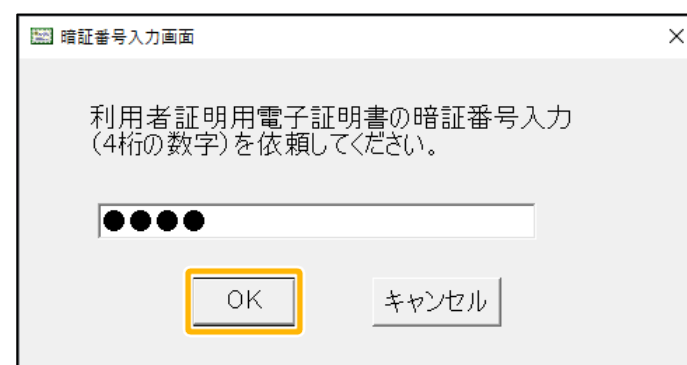 暗証番号入力画面
利用者証明用電子証明書の暗証番号入力
(4桁の数字)を依頼してください。
●●●●
OK キャンセル